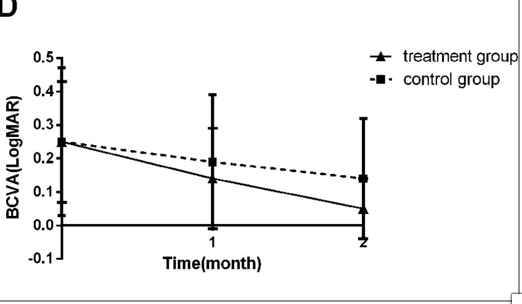 D
treatment group
control group
0.5
0.4
0.3
0.2
0.1
0.0
-0.1
BCVA(LogMAR)
1
2
Time(month)